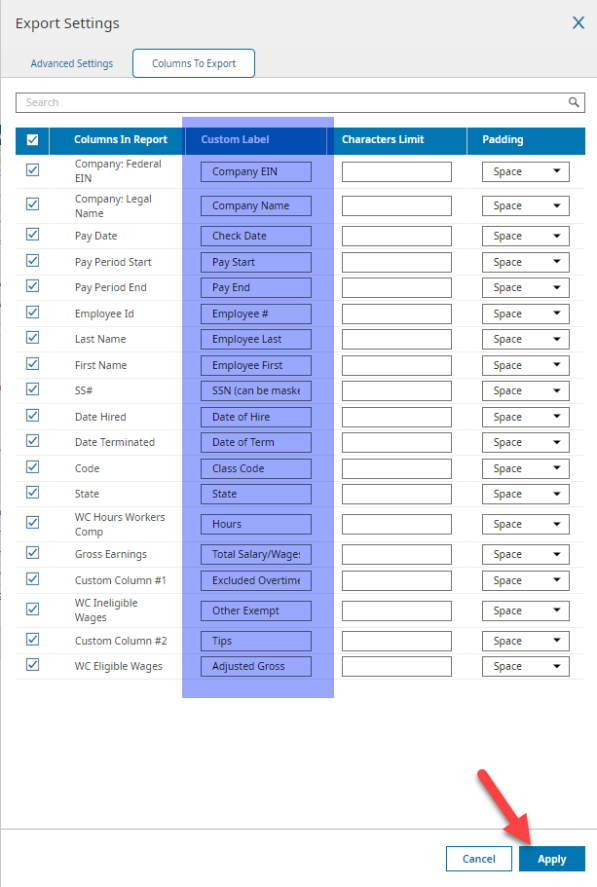 Export Settings
Advanced Settings Columns To Export
Search
Columns In Report Custom Label Characters Limit Padding
Company: Federal
EIN Company EIN Space
Company: Legal
Name Company Name Space
Pay Date Check Date Space
Pay Period Start Pay Start Space
Pay Period End Pay End Space
Employee Id Employee # Space
Last Name Employee Last Space
First Name Employee First Space
SS# SSN (can be maske Space
Date Hired Date of Hire Space
Date Terminated Date of Term Space
Code Class Code Space
State State Space
WC Hours Workers
Comp Hours Space
Gross Earnings Total Salary/Wage: Space
Custom Column #1 Excluded Overtime Space
WC Ineligible
Wages Other Exempt Space
Custom Column #2 Tips Space
WC Eligible Wages Adjusted Gross Space
Cancel Apply